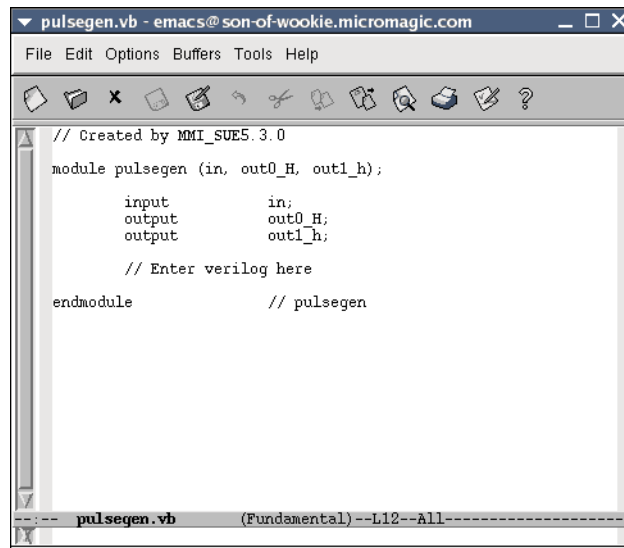 pulsegen.vb - emacs@son-of-wookie.micromagic.com
File Edit Options Buffers Tools Help
// Created by MMI_SUE5.3.0
module pulsegen (in, out0_H, out1_h);
input in;
output out0_H;
output out1_h;
// Enter verilog here
endmodule // pulsegen
--:-- pulsegen.vb (Fundamental)--L12--All--------------------